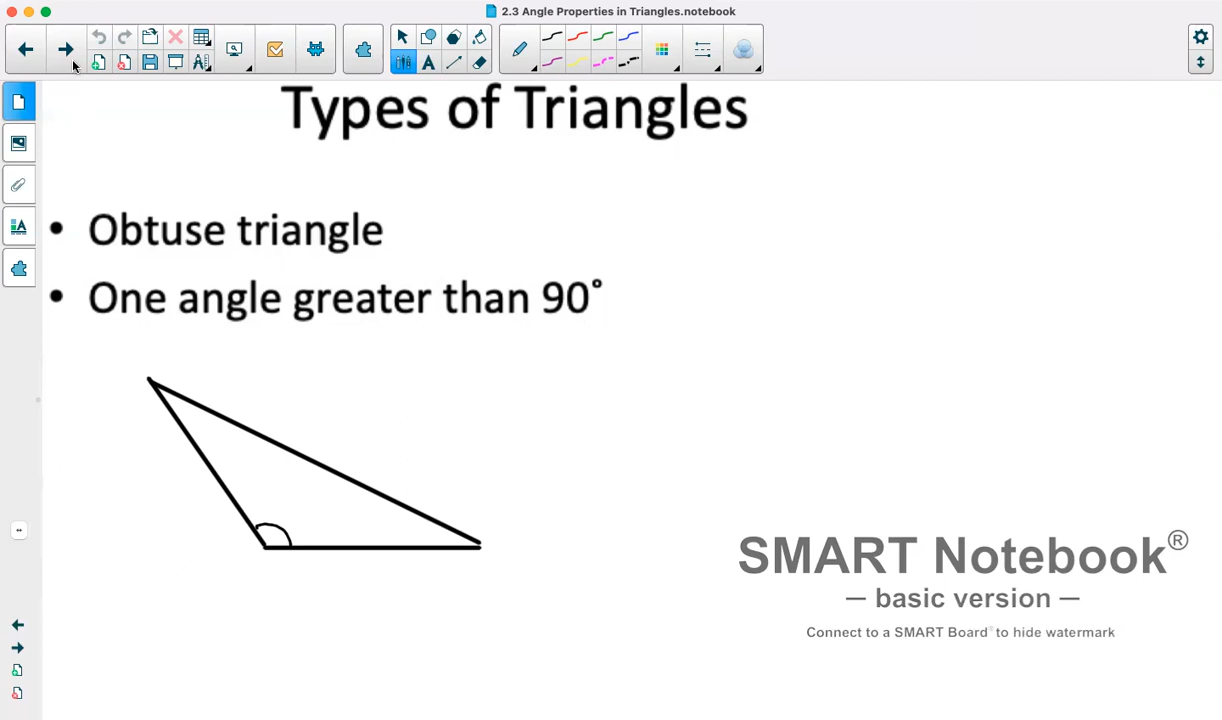 2.3 Angle Properties in Triangles.notebook
Types of Triangles
• Obtuse triangle
• One angle greater than 90°
SMART Notebook®
— basic version —
Connect to a SMART Board® to hide watermark